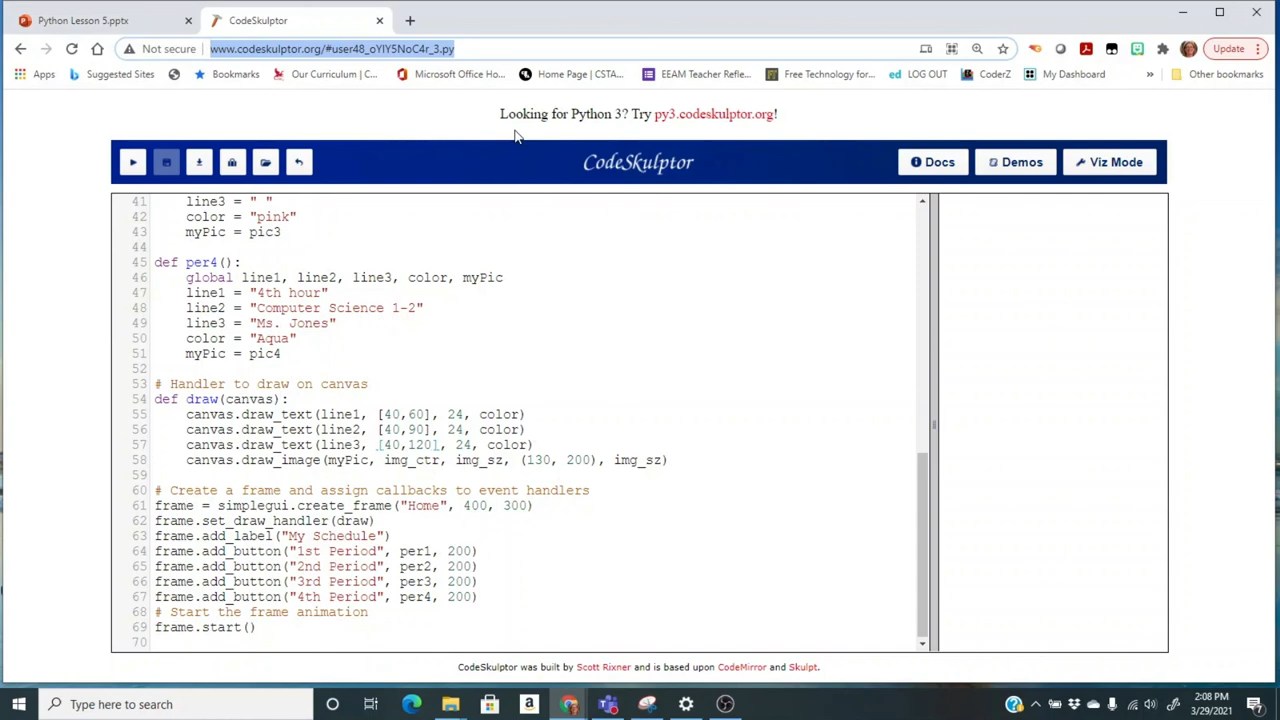 Python Lesson 5.pptx
CodeSkulptor
Not secure
www.codeskulptor.org/#user48_oYIY5NoC4r_3.py
Update
Apps
Suggested Sites
Bookmarks
Our Curriculum | C...
Microsoft Office Ho...
Home Page | CSTA...
EEAM Teacher Refle...
Free Technology for...
ed LOG OUT
CoderZ
My Dashboard
»
Other bookmarks
Looking for Python 3? Try py3.codeskulptor.org!
CodeSkulptor
Docs
Demos
Viz Mode
41 line3 = " "
42 color = "pink"
43 myPic = pic3
44
45 def per4():
46 global line1, line2, line3, color, myPic
47 line1 = "4th hour"
48 line2 = "Computer Science 1-2"
49 line3 = "Ms. Jones"
50 color = "Aqua"
51 myPic = pic4
52
53 # Handler to draw on canvas
54 def draw(canvas):
55 canvas.draw_text(line1, [40,60], 24, color)
56 canvas.draw_text(line2, [40,90], 24, color)
57 canvas.draw_text(line3, [40,120], 24, color)
58 canvas.draw_image(myPic, img_ctr, img_sz, (130, 200), img_sz)
59
60 # Create a frame and assign callbacks to event handlers
61 frame = simplegui.create_frame("Home", 400, 300)
62 frame.set_draw_handler(draw)
63 frame.add_label("My Schedule")
64 frame.add_button("1st Period", per1, 200)
65 frame.add_button("2nd Period", per2, 200)
66 frame.add_button("3rd Period", per3, 200)
67 frame.add_button("4th Period", per4, 200)
68 # Start the frame animation
69 frame.start()
70
CodeSkulptor was built by Scott Rixner and is based upon CodeMirror and Skulpt.
Type here to search
2:08 PM
3/29/2021